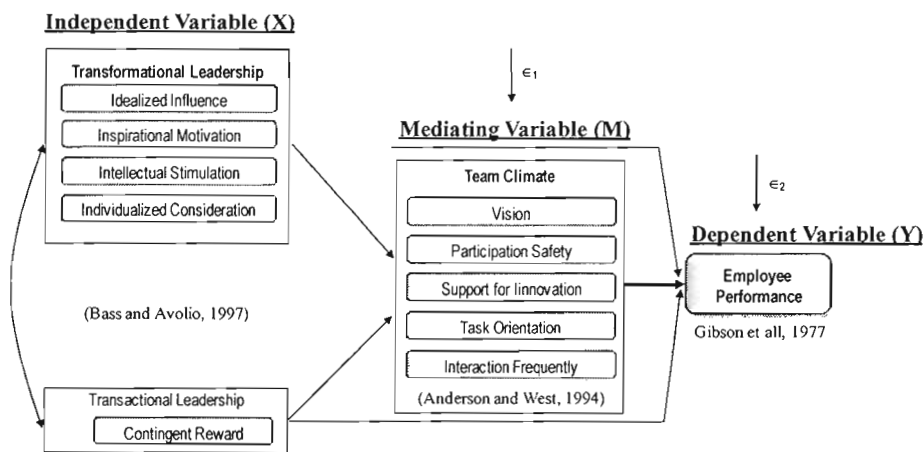 Independent Variable (X)
Transformational Leadership
Idealized Influence
Inspirational Motivation
Intellectual Stimulation
Individualized Consideration
(Bass and Avolio, 1997)
Transactional Leadership
Contingent Reward
∈1
Mediating Variable (M)
Team Climate
Vision
Participation Safety
Support for Iinnovation
Task Orientation
Interaction Frequently
(Anderson and West, 1994)
∈2
Dependent Variable (Y)
Employee
Performance
Gibson et all, 1977